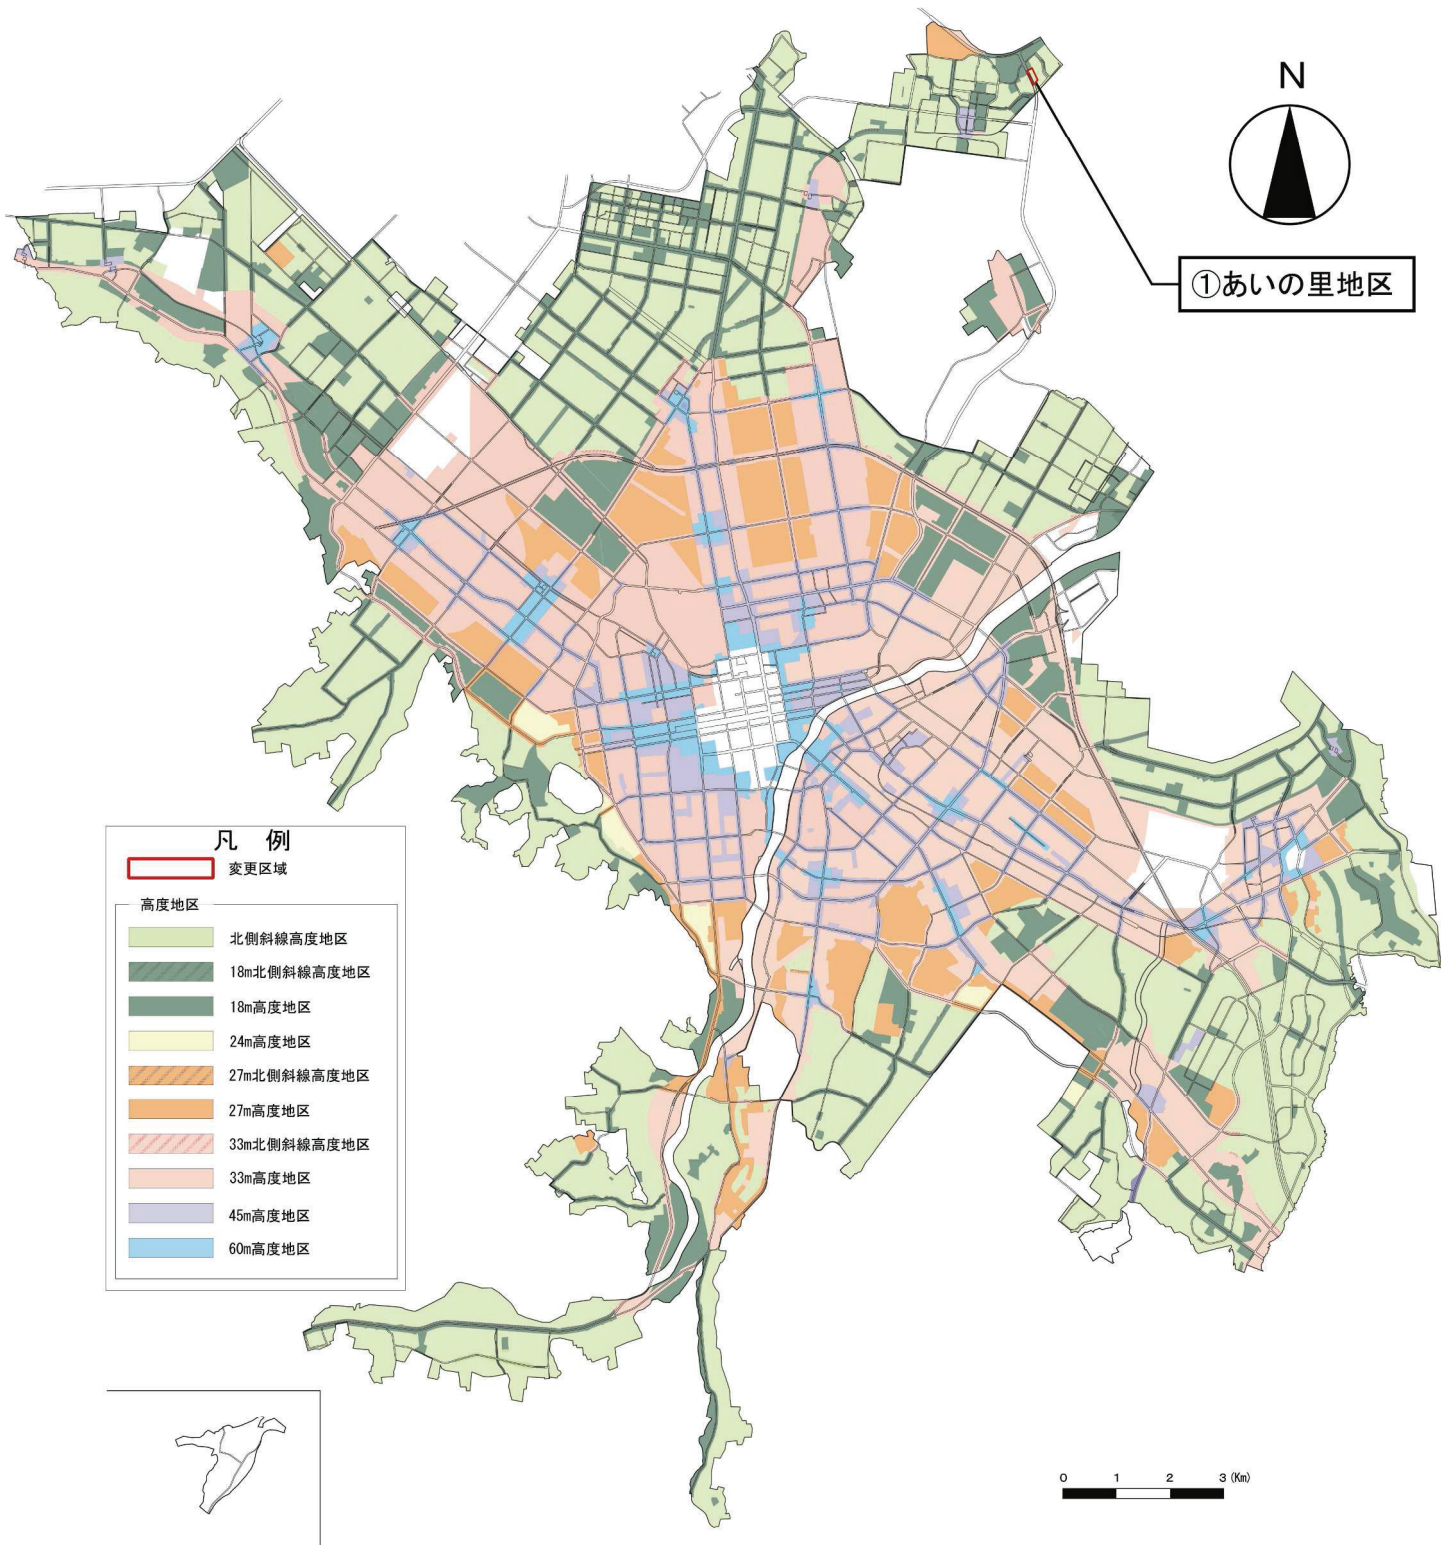 N
①あいの里地区
凡 例
変更区域
高度地区
北側斜線高度地区
18m北側斜線高度地区
18m高度地区
24m高度地区
27m北側斜線高度地区
27m高度地区
33m北側斜線高度地区
33m高度地区
45m高度地区
60m高度地区
0 1 2 3 (Km)